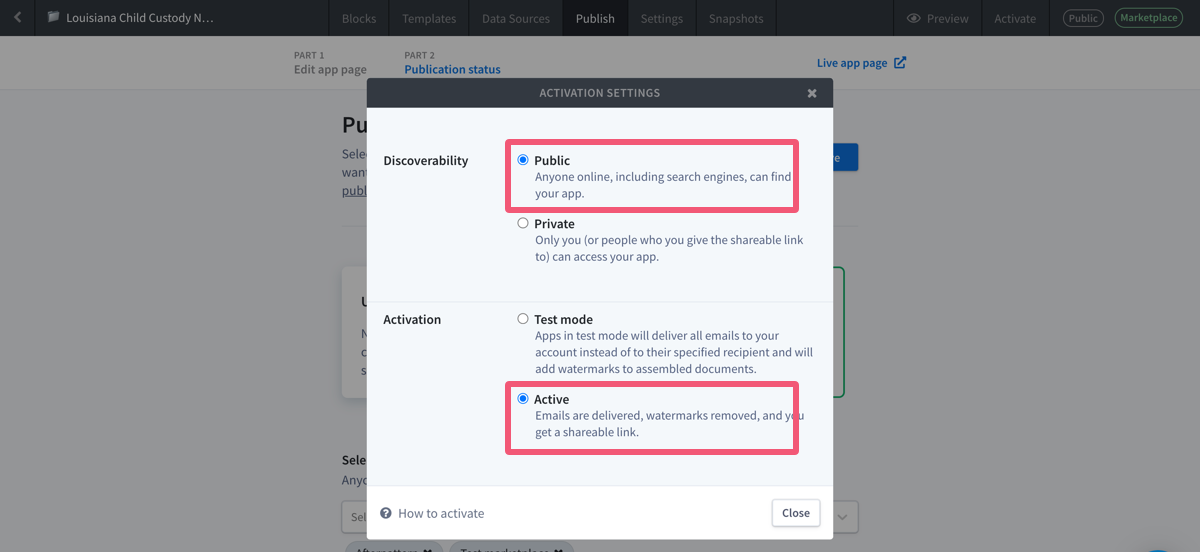 Louisiana Child Custody N...
Blocks
Templates
Data Sources
Publish
Settings
Snapshots
Preview
Activate
Public
Marketplace
PART 1
Edit app page
PART 2
Publication status
Live app page
ACTIVATION SETTINGS
Discoverability
Public
Anyone online, including search engines, can find
your app.
Private
Only you (or people who you give the shareable link
to) can access your app.
Activation
Test mode
Apps in test mode will deliver all emails to your
account instead of to their specified recipient and will
add watermarks to assembled documents.
Active
Emails are delivered, watermarks removed, and you
get a shareable link.
How to activate
Close